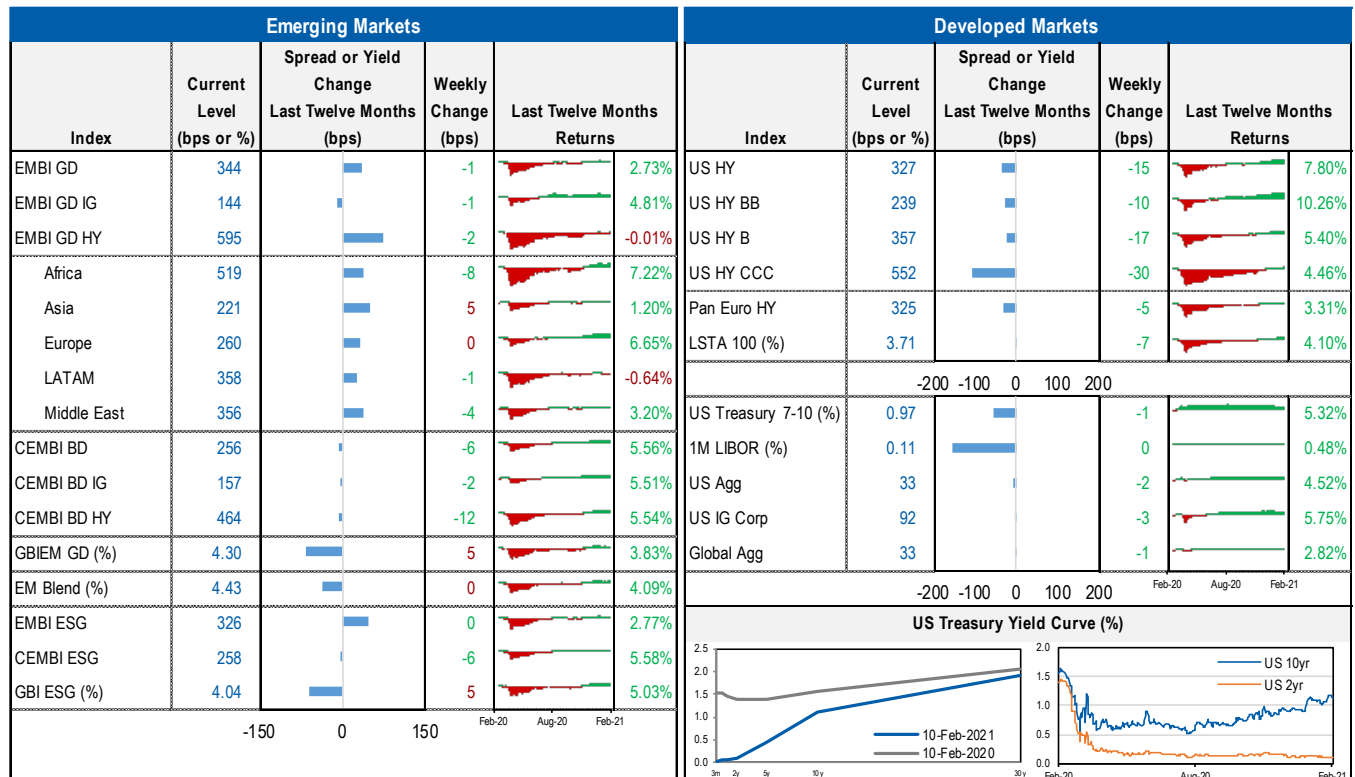 Emerging Markets
Index
Current Level (bps or %)
Spread or Yield Change Last Twelve Months (bps)
Weekly Change (bps)
Last Twelve Months Returns
EMBI GD 344 -1 2.73%
EMBI GD IG 144 -1 4.81%
EMBI GD HY 595 -2 -0.01%
Africa 519 -8 7.22%
Asia 221 5 1.20%
Europe 260 0 6.65%
LATAM 358 -1 -0.64%
Middle East 356 -4 3.20%
CEMBI BD 256 -6 5.56%
CEMBI BD IG 157 -2 5.51%
CEMBI BD HY 464 -12 5.54%
GBIEM GD (%) 4.30 5 3.83%
EM Blend (%) 4.43 0 4.09%
EMBI ESG 326 0 2.77%
CEMBI ESG 258 -6 5.58%
GBI ESG (%) 4.04 5 5.03%
-150 0 150
Feb-20 Aug-20 Feb-21
Developed Markets
Index
Current Level (bps or %)
Spread or Yield Change Last Twelve Months (bps)
Weekly Change (bps)
Last Twelve Months Returns
US HY 327 -15 7.80%
US HY BB 239 -10 10.26%
US HY B 357 -17 5.40%
US HY CCC 552 -30 4.46%
Pan Euro HY 325 -5 3.31%
LSTA 100 (%) 3.71 -7 4.10%
-200 -100 0 100 200
US Treasury 7-10 (%) 0.97 -1 5.32%
1M LIBOR (%) 0.11 0 0.48%
US Agg 33 -2 4.52%
US IG Corp 92 -3 5.75%
Global Agg 33 -1 2.82%
Feb-20 Aug-20 Feb-21
-200 -100 0 100 200
US Treasury Yield Curve (%)
2.5
2.0
1.5
1.0
0.5
0.0
3m 2y 5y 10y 30y
10-Feb-2021
10-Feb-2020
2.0
1.5
1.0
0.5
0.0
Feb-20 Aug-20 Feb-21
US 10yr
US 2yr